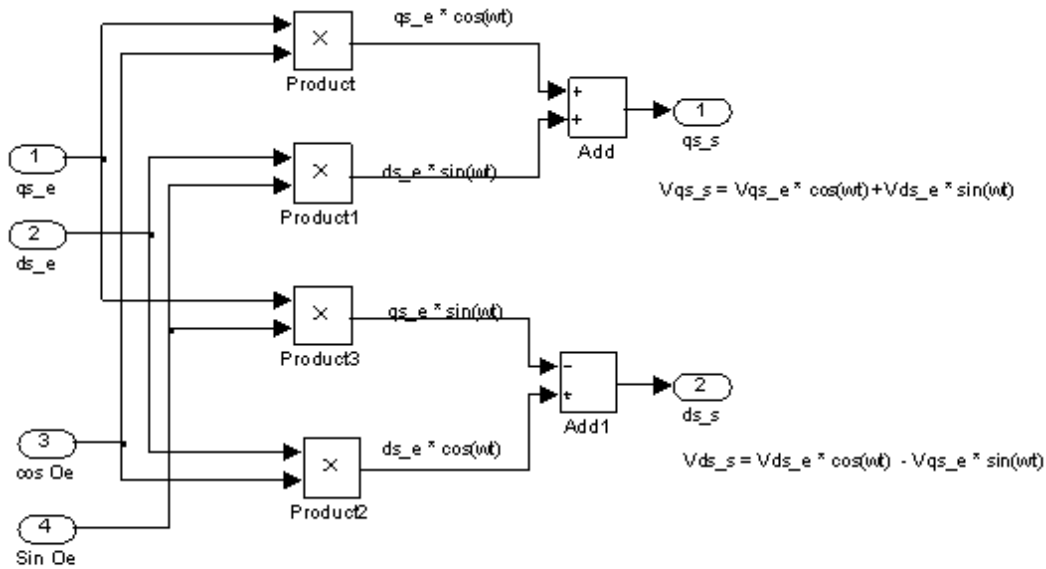 qs_e * cos(wt)
×
Product
+
+
Add
1
qs_s
1
qs_e
ds_e * sin(wt)
×
Product1
Vqs_s = Vqs_e * cos(wt)+Vds_e * sin(wt)
2
ds_e
×
qs_e * sin(wt)
Product3
-
+
Add1
2
ds_s
3
cos Oe
ds_e * cos(wt)
×
Product2
Vds_s = Vds_e * cos(wt) - Vqs_e * sin(wt)
4
Sin Oe